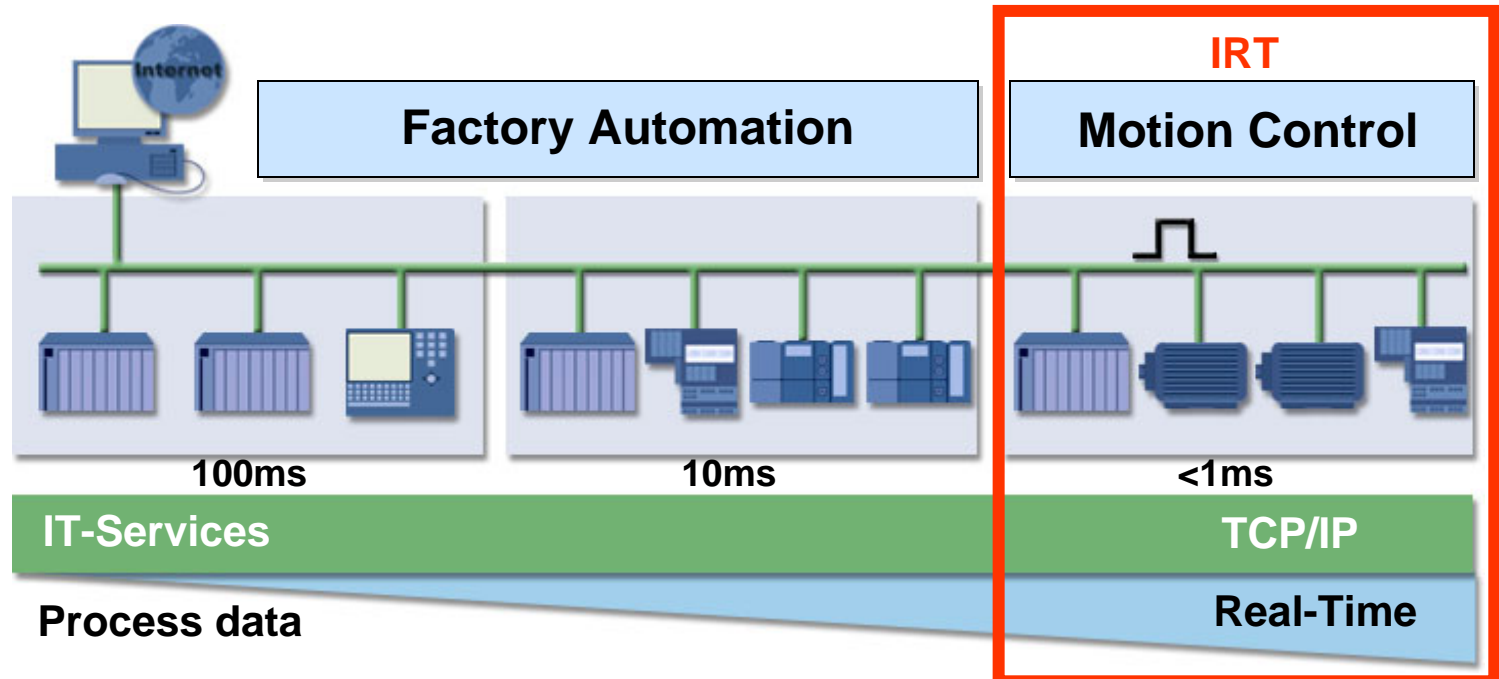 IRT
Internet
Factory Automation
Motion Control
100ms
10ms
<1ms
IT-Services
TCP/IP
Process data
Real-Time